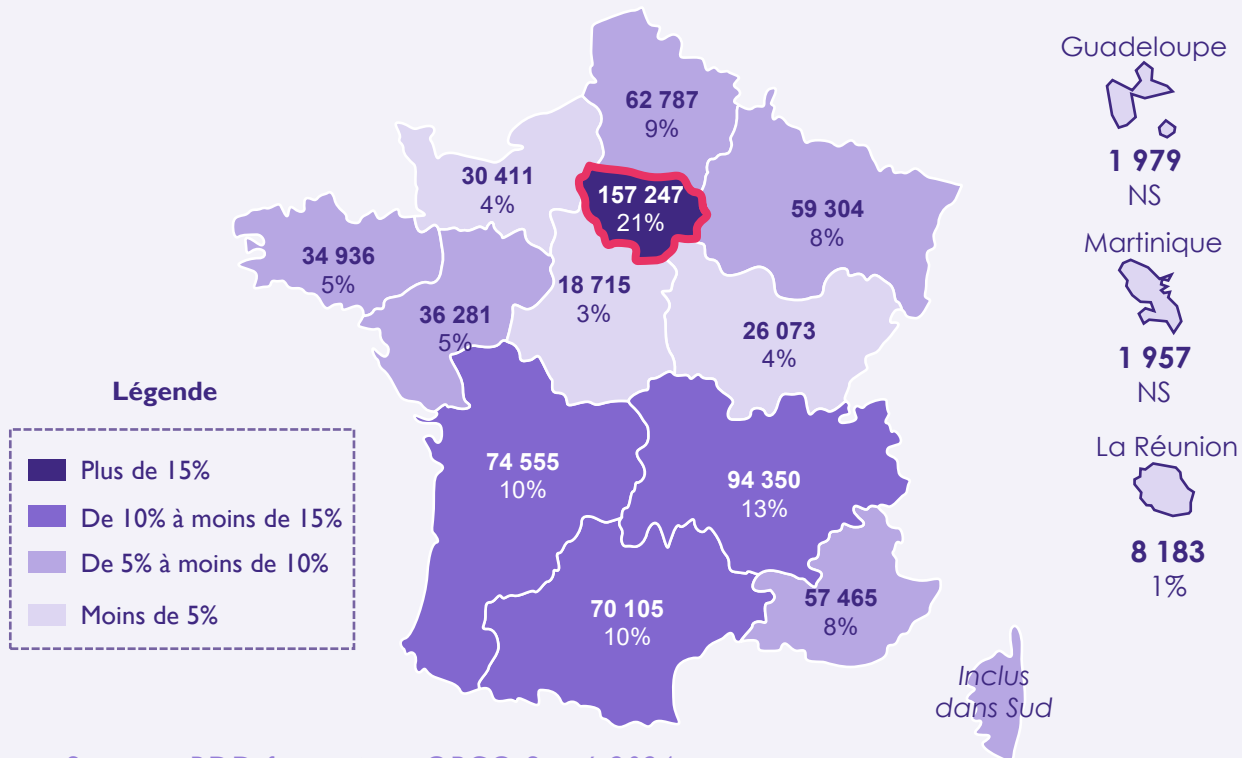 Guadeloupe
1 979
NS
Martinique
1 957
NS
La Réunion
8 183
1%
62 787
9%
30 411
4%
157 247
21%
59 304
8%
34 936
5%
18 715
3%
36 281
5%
26 073
4%
74 555
10%
94 350
13%
70 105
10%
57 465
8%
Inclus
dans Sud
Légende
Plus de 15%
De 10% à moins de 15%
De 5% à moins de 10%
Moins de 5%